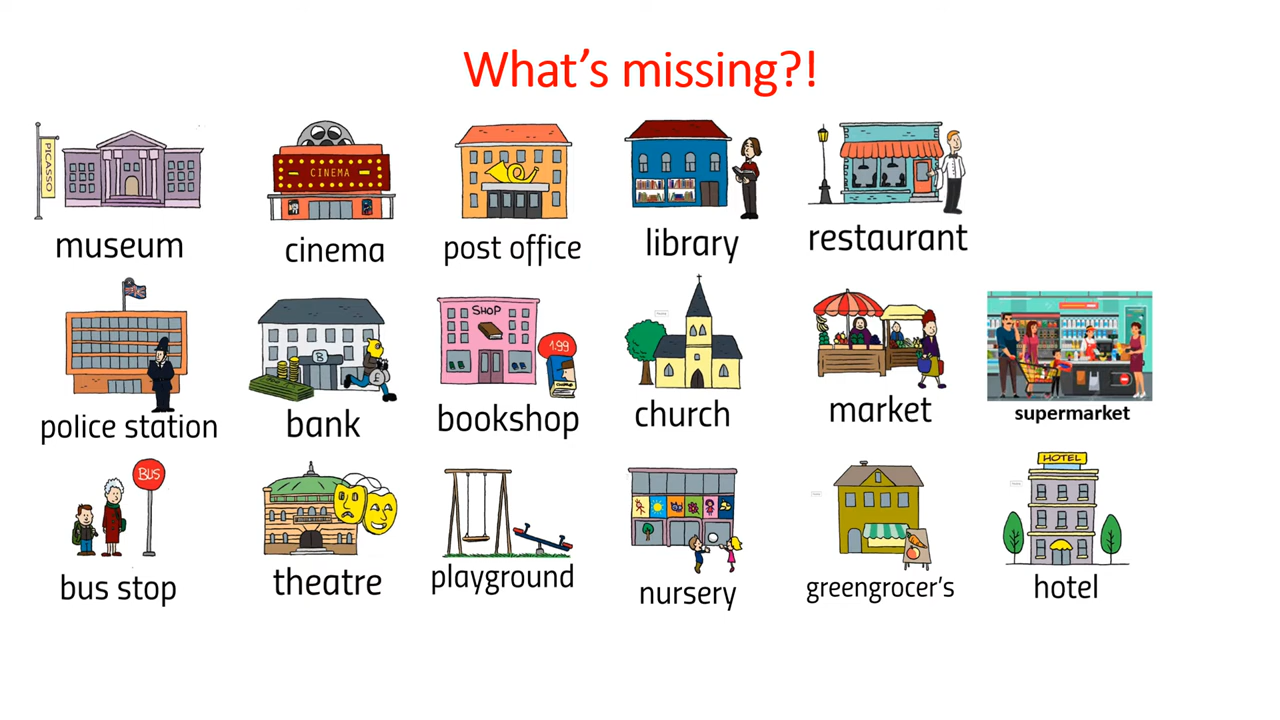 What's missing?!
PICASSO
CINEMA
museum
cinema
post office
library
restaurant
SHOP
1.99
B
£
police station
bank
bookshop
church
market
supermarket
BUS
HOTEL
bus stop
theatre
playground
nursery
greengrocer's
hotel